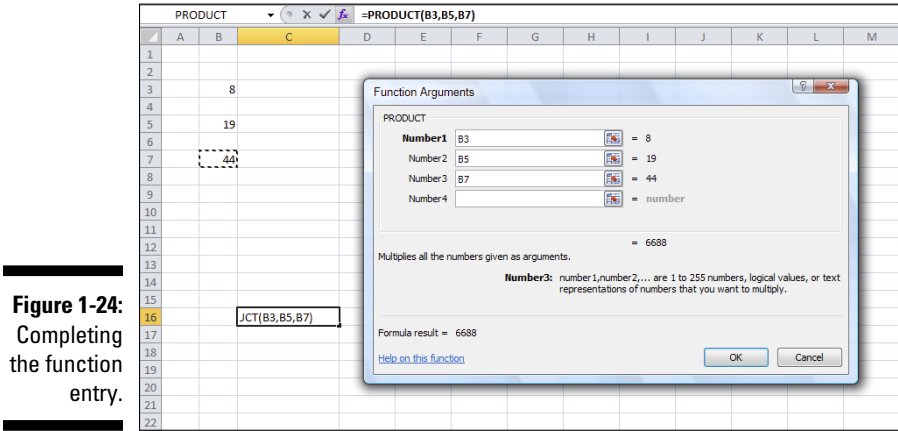 PRODUCT fx =PRODUCT(B3,B5,B7)
A B C D E F G H I J K L M
1
2
3 8
4
5 19
6
7 44
8
9
10
11
12
13
14
15
16 JCT(B3,B5,B7)
17
18
19
20
21
22
Function Arguments
PRODUCT
Number1 B3 = 8
Number2 B5 = 19
Number3 B7 = 44
Number4 = number
= 6688
Multiplies all the numbers given as arguments.
Number3: number1,number2,... are 1 to 255 numbers, logical values, or text
representations of numbers that you want to multiply.
Formula result = 6688
Help on this function
OK Cancel
Figure 1-24:
Completing
the function
entry.